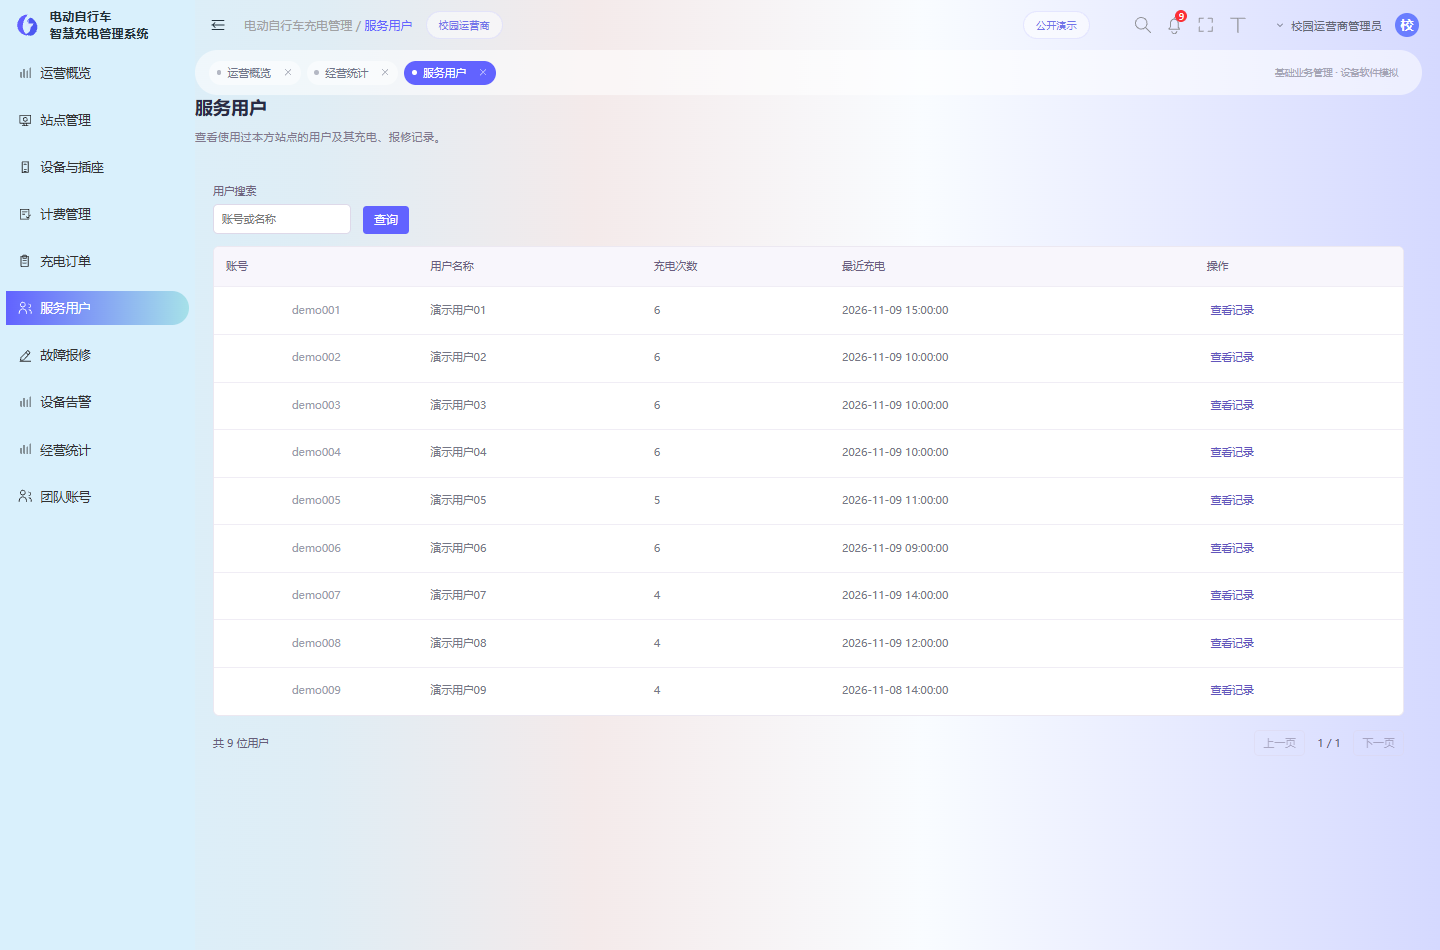 电动自行车
智慧充电管理系统
电动自行车充电管理 / 服务用户
校园运营商
公开演示
9
校园运营商管理员
校
运营概览
站点管理
设备与插座
计费管理
充电订单
服务用户
故障报修
设备告警
经营统计
团队账号
运营概览
经营统计
服务用户
基础业务管理 · 设备软件模拟
服务用户
查看使用过本方站点的用户及其充电、报修记录。
用户搜索
账号或名称
查询
账号 用户名称 充电次数 最近充电 操作
demo001 演示用户01 6 2026-11-09 15:00:00 查看记录
demo002 演示用户02 6 2026-11-09 10:00:00 查看记录
demo003 演示用户03 6 2026-11-09 10:00:00 查看记录
demo004 演示用户04 6 2026-11-09 10:00:00 查看记录
demo005 演示用户05 5 2026-11-09 11:00:00 查看记录
demo006 演示用户06 6 2026-11-09 09:00:00 查看记录
demo007 演示用户07 4 2026-11-09 14:00:00 查看记录
demo008 演示用户08 4 2026-11-09 12:00:00 查看记录
demo009 演示用户09 4 2026-11-08 14:00:00 查看记录
共 9 位用户
上一页 1 / 1 下一页